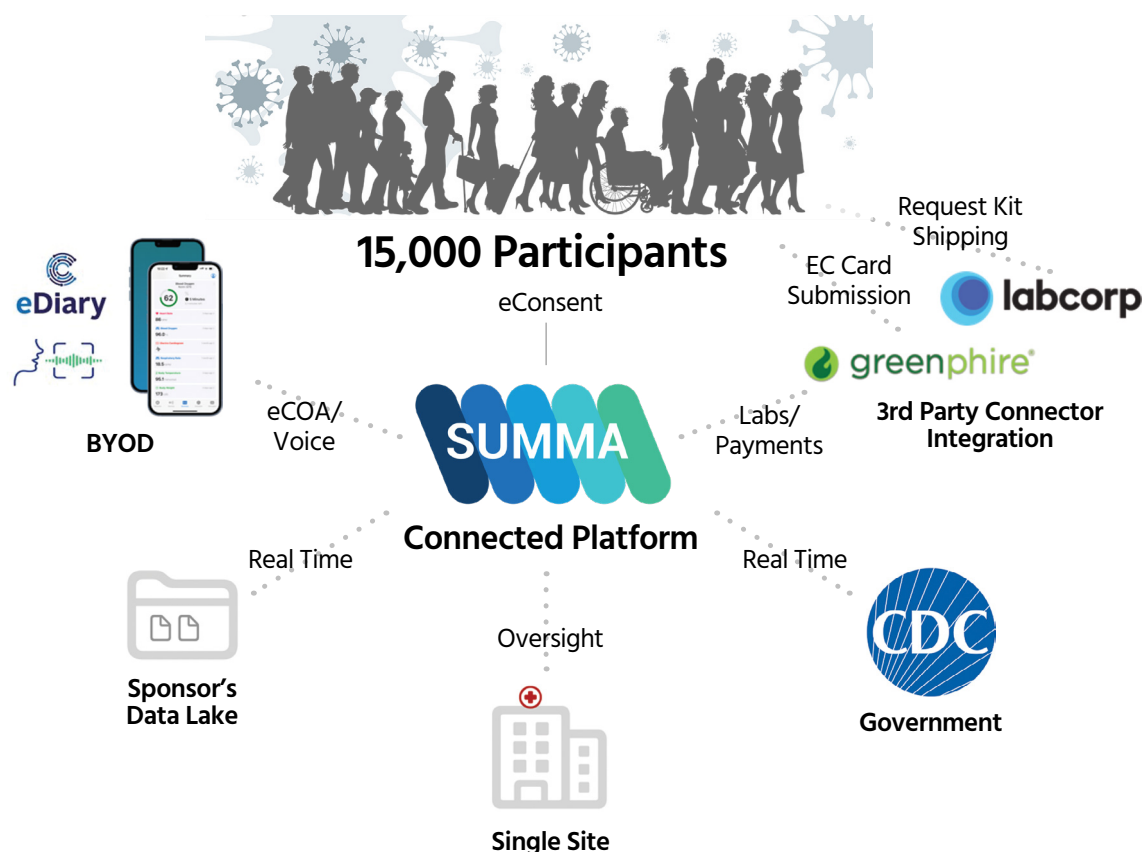 15,000 Participants
eConsent
Request Kit
Shipping
EC Card
Submission
labcorp
greenphire®
3rd Party Connector
Integration
Labs/
Payments
eDiary
BYOD
eCOA/
Voice
62
SUMMA
Connected Platform
Real Time
Real Time
Oversight
CDC
Sponsor’s
Data Lake
Government
Single Site